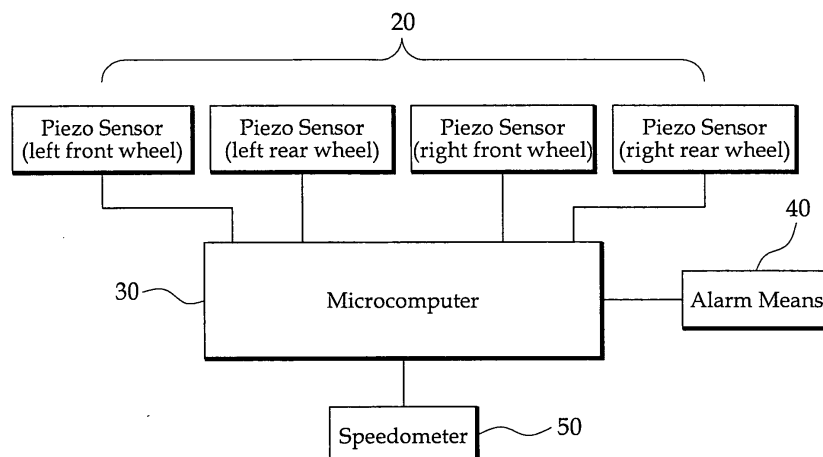 20
Piezo Sensor
(left front wheel)
Piezo Sensor
(left rear wheel)
Piezo Sensor
(right front wheel)
Piezo Sensor
(right rear wheel)
40
30
Microcomputer
Alarm Means
Speedometer
50